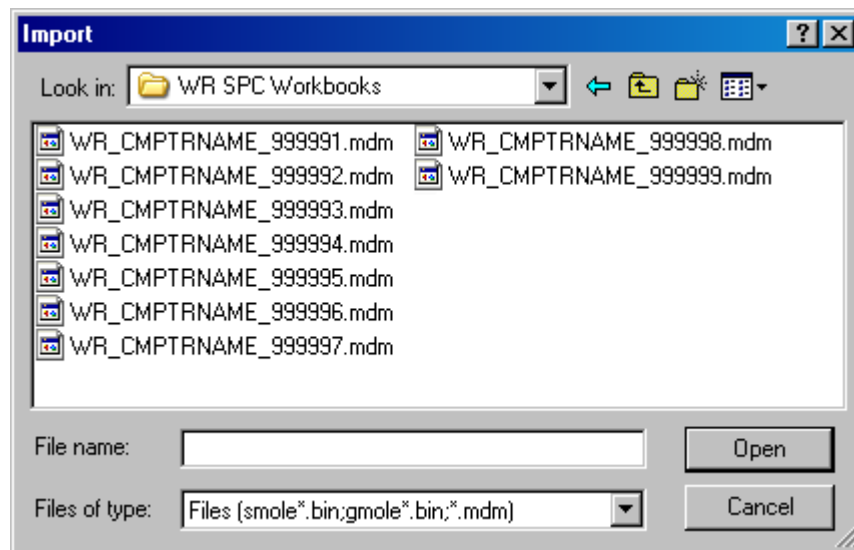 Import
Look in: WR SPC Workbooks
WR_CMPTRNAME_999991.mdm
WR_CMPTRNAME_999992.mdm
WR_CMPTRNAME_999993.mdm
WR_CMPTRNAME_999994.mdm
WR_CMPTRNAME_999995.mdm
WR_CMPTRNAME_999996.mdm
WR_CMPTRNAME_999997.mdm
WR_CMPTRNAME_999998.mdm
WR_CMPTRNAME_999999.mdm
File name: Open
Files of type: Files (smole*.bin;gmole*.bin;*.mdm) Cancel